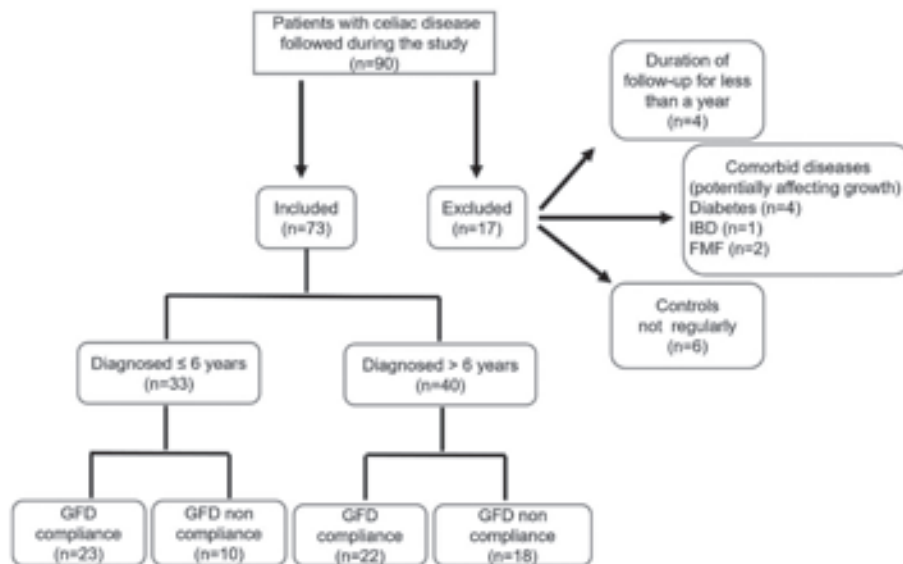 Patients with celiac disease
followed during the study
(n=90)
Duration of
follow-up for less
than a year
(n=4)
Comorbid diseases
(potentially affecting growth)
Diabetes (n=4)
IBD (n=1)
FMF (n=2)
Included
(n=73)
Excluded
(n=17)
Controls
not regularly
(n=6)
Diagnosed ≤ 6 years
(n=33)
Diagnosed > 6 years
(n=40)
GFD
compliance
(n=23)
GFD non
compliance
(n=10)
GFD
compliance
(n=22)
GFD non
compliance
(n=18)